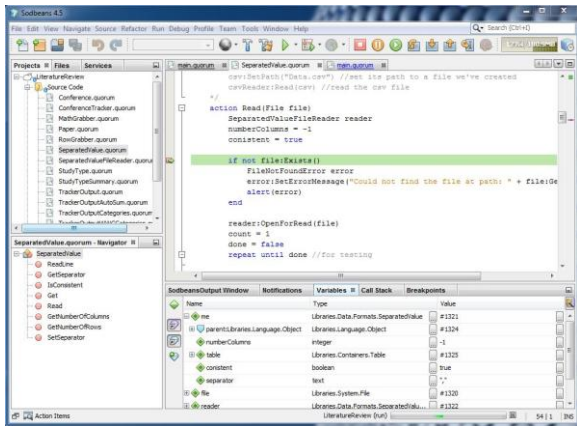 Sodbeans 4.5
File Edit View Navigate Source Refactor Run Debug Profile Team Tools Window Help
Search (Ctrl+I)
Projects Files Services
LiteratureReview
Source Code
Conference.quorum
ConferenceTracker.quorum
MathGrabber.quorum
Paper.quorum
RowGrabber.quorum
SeparatedValue.quorum
SeparatedValueFileReader.quorum
StudyType.quorum
StudyTypeSummary.quorum
TrackerOutput.quorum
TrackerOutputAutoSum.quorum
TrackerOutputCategories.quorum
SeparatedValue.quorum - Navigator
SeparatedValue
ReadLine
GetSeparator
IsConsistent
Get
Read
GetNumberOfColumns
GetNumberOfRows
SetSeparator
main.quorum SeparatedValue.quorum main.quorum
csv:SetPath("Data.csv") //set its path to a file we've created
csvReader:Read(csv) //read the csv file
*/
action Read(File file)
SeparatedValueFileReader reader
numberColumns = -1
conistent = true
if not file:Exists()
FileNotFoundError error
error:SetErrorMessage("Could not find the file at path: " + file:Ge
alert(error)
end
reader:OpenForRead(file)
count = 1
done = false
repeat until done //for testing
SodbeansOutput Window Notifications Variables Call Stack Breakpoints
Name Type Value
me Libraries.Data.Formats.SeparatedValue #1321
parent:Libraries.Language.Object Libraries.Language.Object #1324
numberColumns integer -1
table Libraries.Containers.Table #1325
conistent boolean true
separator text ","
file Libraries.System.File #1320
reader Libraries.Data.Formats.SeparatedValu... #1322
Action Items LiteratureReview (run) 54|1 INS